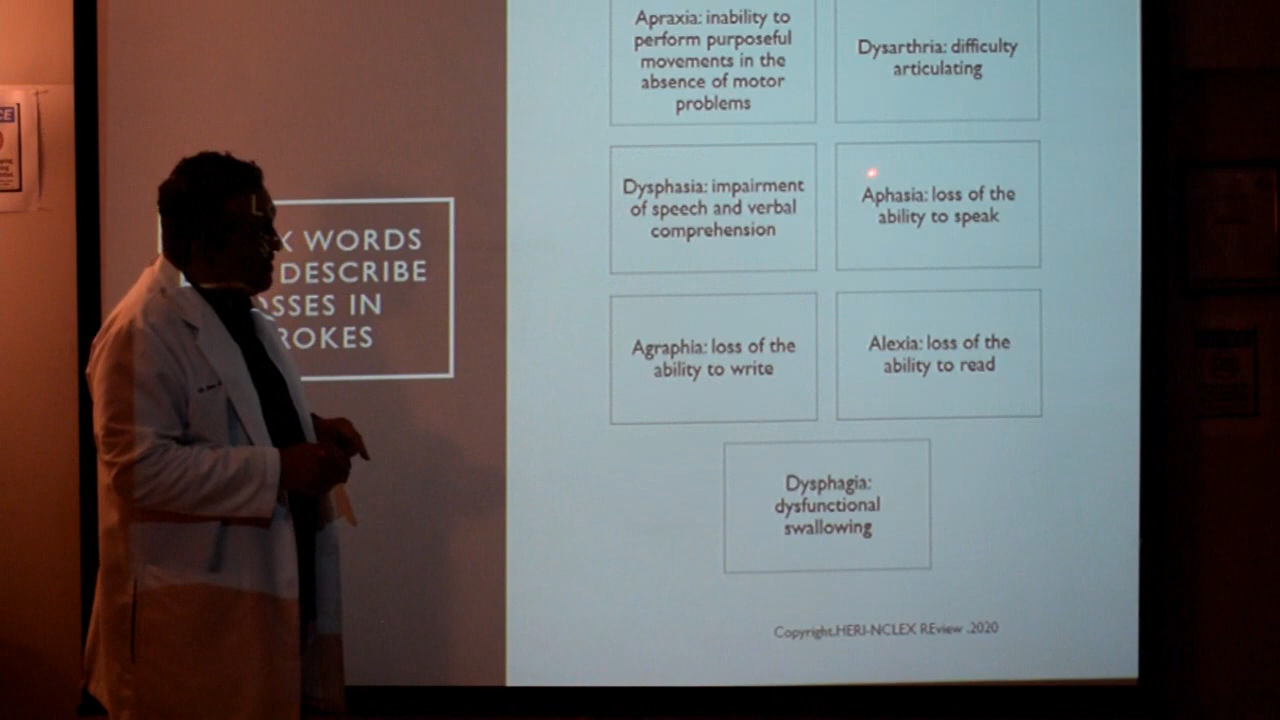 WORDS
DESCRIBE
IN
Apraxia: inability to
perform purposeful
movements in the
absence of motor
problems
Dysarthria: difficulty
articulating
Dysphasia: impairment
of speech and verbal
comprehension
Aphasia: loss of the
ability to speak
Agraphia: loss of the
ability to write
Alexia: loss of the
ability to read
Dysphagia:
dysfunctional
swallowing
Copyright.HERI-NCLEX REview .2020